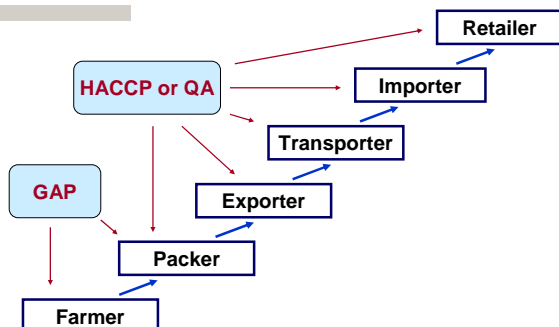 Retailer
HACCP or QA
Importer
Transporter
GAP
Exporter
Packer
Farmer